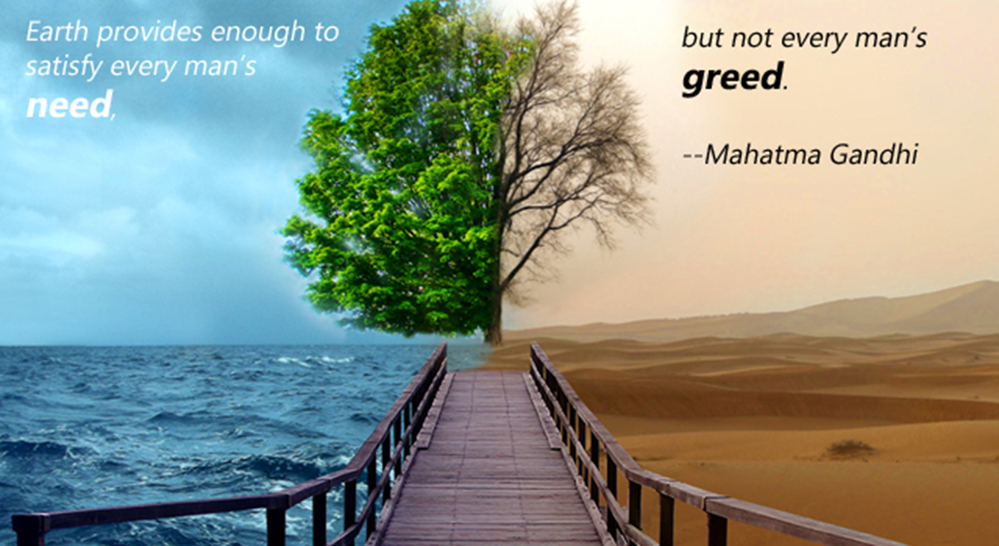 Earth provides enough to
satisfy every man's
need,
but not every man's
greed.
--Mahatma Gandhi